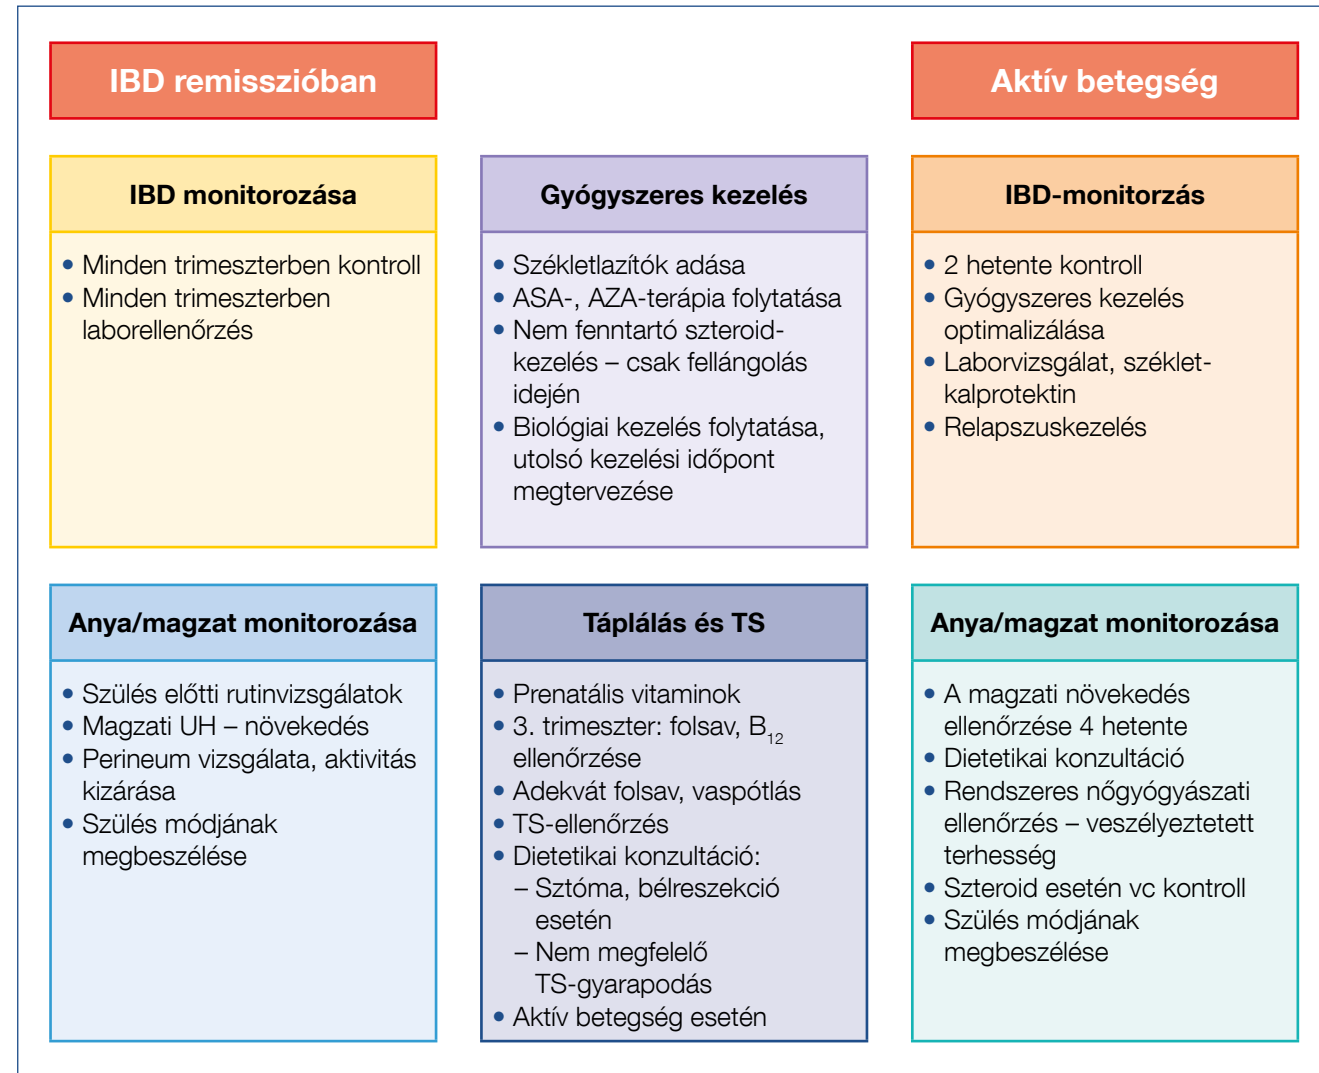 IBD remisszióban
Aktív betegség
IBD monitorozása
• Minden trimeszterben kontroll
• Minden trimeszterben
laborellenőrzés
Gyógyszeres kezelés
• Székletlazítók adása
• ASA-, AZA-terápia folytatása
• Nem fenntartó szteroid-
kezelés – csak fellángolás
idején
• Biológiai kezelés folytatása,
utolsó kezelési időpont
megtervezése
IBD-monitorzás
• 2 hetente kontroll
• Gyógyszeres kezelés
optimalizálása
• Laborvizsgálat, széklet-
kalprotektin
• Relapszuskezelés
Anya/magzat monitorozása
• Szülés előtti rutinvizsgálatok
• Magzati UH – növekedés
• Perineum vizsgálata, aktivitás
kizárása
• Szülés módjának
megbeszélése
Táplálás és TS
• Prenatális vitaminok
• 3. trimeszter: folsav, B12
ellenőrzése
• Adekvát folsav, vaspótlás
• TS-ellenőrzés
• Dietetikai konzultáció:
– Sztóma, bélreszekció
esetén
– Nem megfelelő
TS-gyarapodás
• Aktív betegség esetén
Anya/magzat monitorozása
• A magzati növekedés
ellenőrzése 4 hetente
• Dietetikai konzultáció
• Rendszeres nőgyógyászati
ellenőrzés – veszélyeztetett
terhesség
• Szteroid esetén vc kontroll
• Szülés módjának
megbeszélése